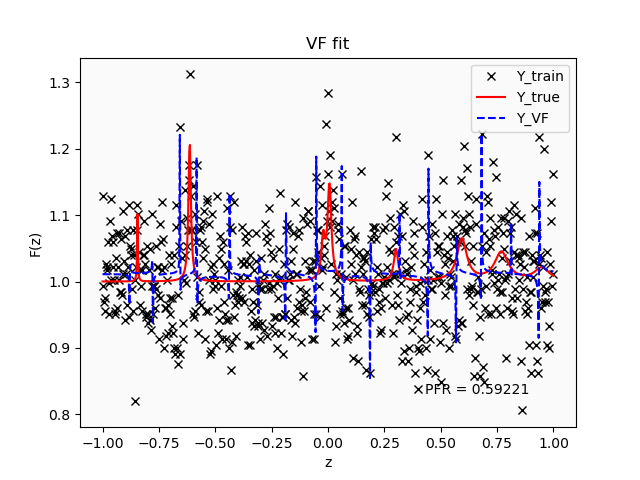 VF fit
Y_train
Y_true
Y_VF
1.3
1.2
1.1
1.0
0.9
0.8
F(z)
PFR = 0.59221
−1.00 −0.75 −0.50 −0.25 0.00 0.25 0.50 0.75 1.00
z